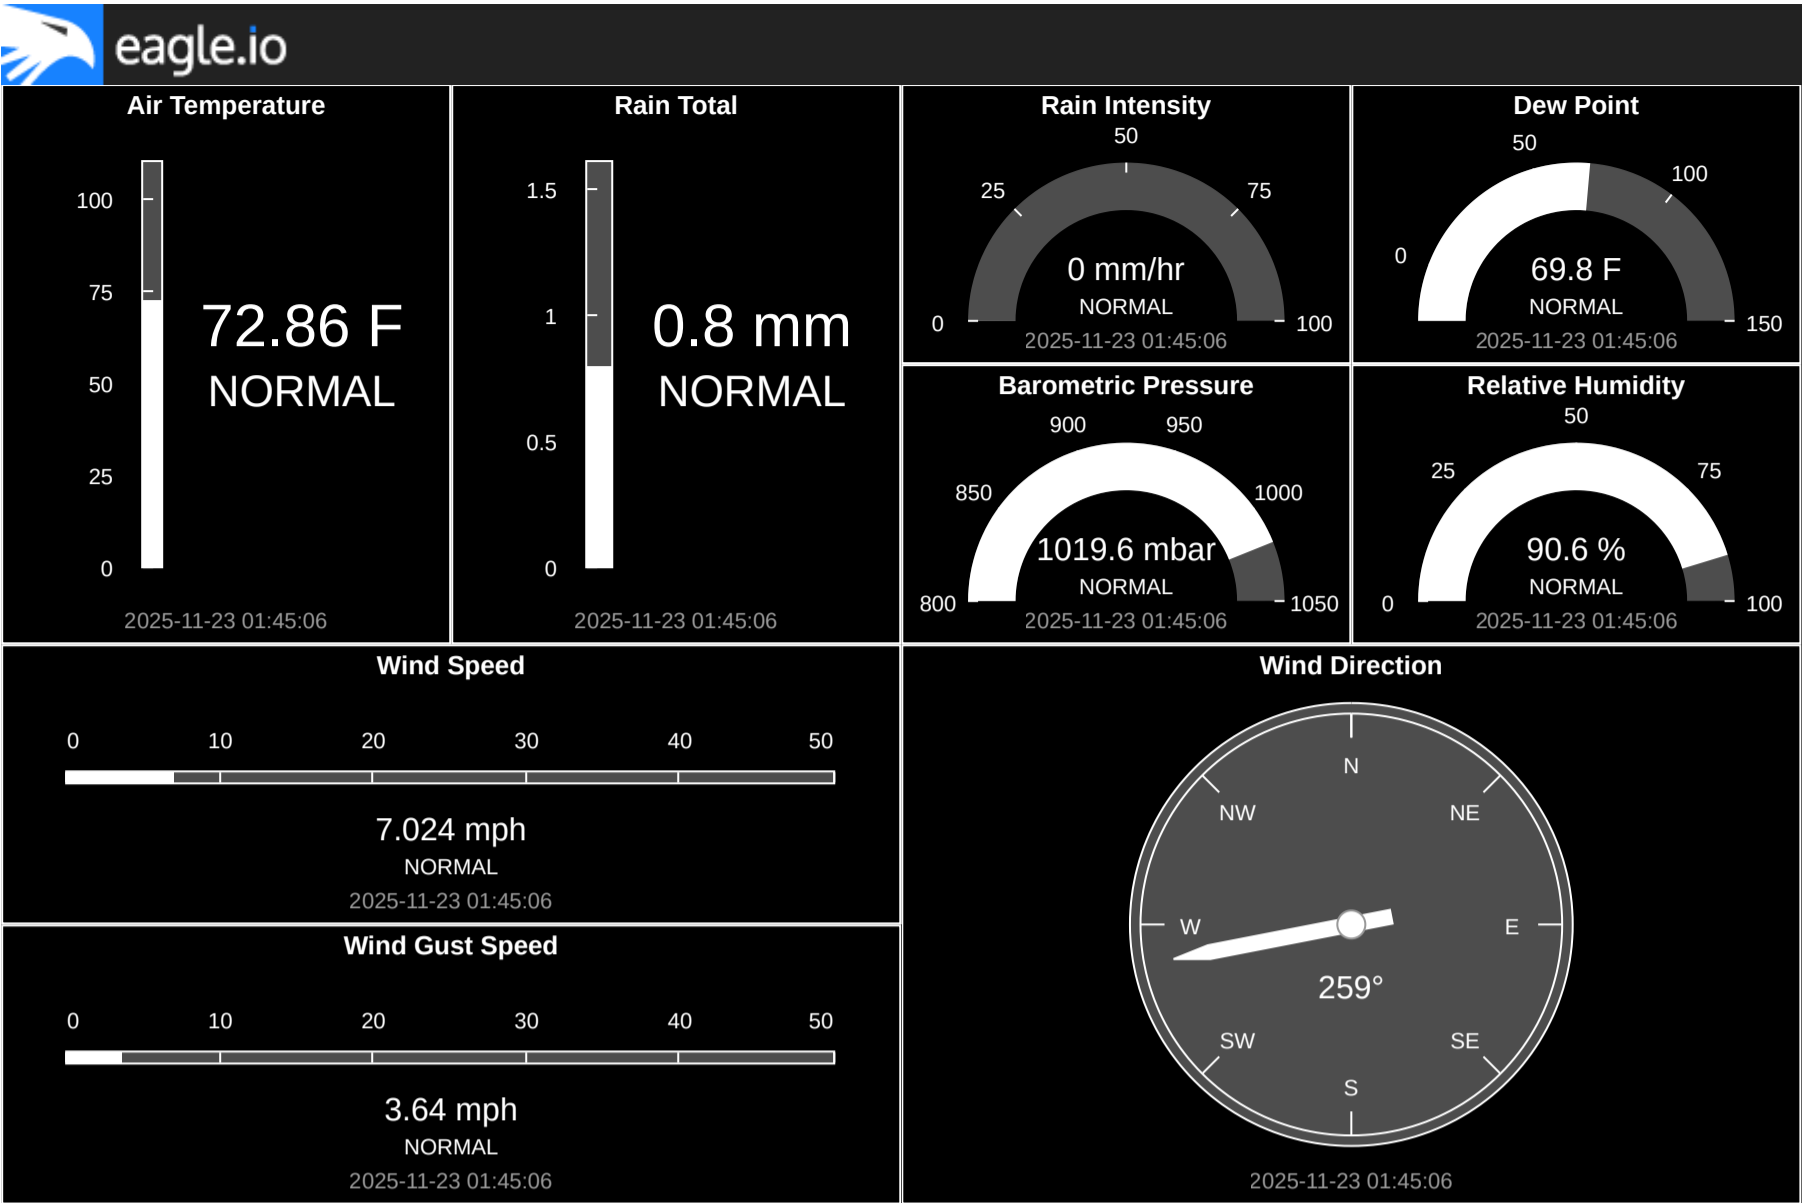 eagle.io
Air Temperature
100
75
50
25
0
72.86 F
NORMAL
2025-11-23 01:45:06
Rain Total
1.5
1
0.5
0
0.8 mm
NORMAL
2025-11-23 01:45:06
Rain Intensity
0
25
50
75
100
0 mm/hr
NORMAL
2025-11-23 01:45:06
Dew Point
0
50
100
150
69.8 F
NORMAL
2025-11-23 01:45:06
Barometric Pressure
800
850
900
950
1000
1050
1019.6 mbar
NORMAL
2025-11-23 01:45:06
Relative Humidity
0
25
50
75
100
90.6 %
NORMAL
2025-11-23 01:45:06
Wind Speed
0 10 20 30 40 50
7.024 mph
NORMAL
2025-11-23 01:45:06
Wind Gust Speed
0 10 20 30 40 50
3.64 mph
NORMAL
2025-11-23 01:45:06
Wind Direction
N
NW NE
W E
259°
SW SE
S
2025-11-23 01:45:06